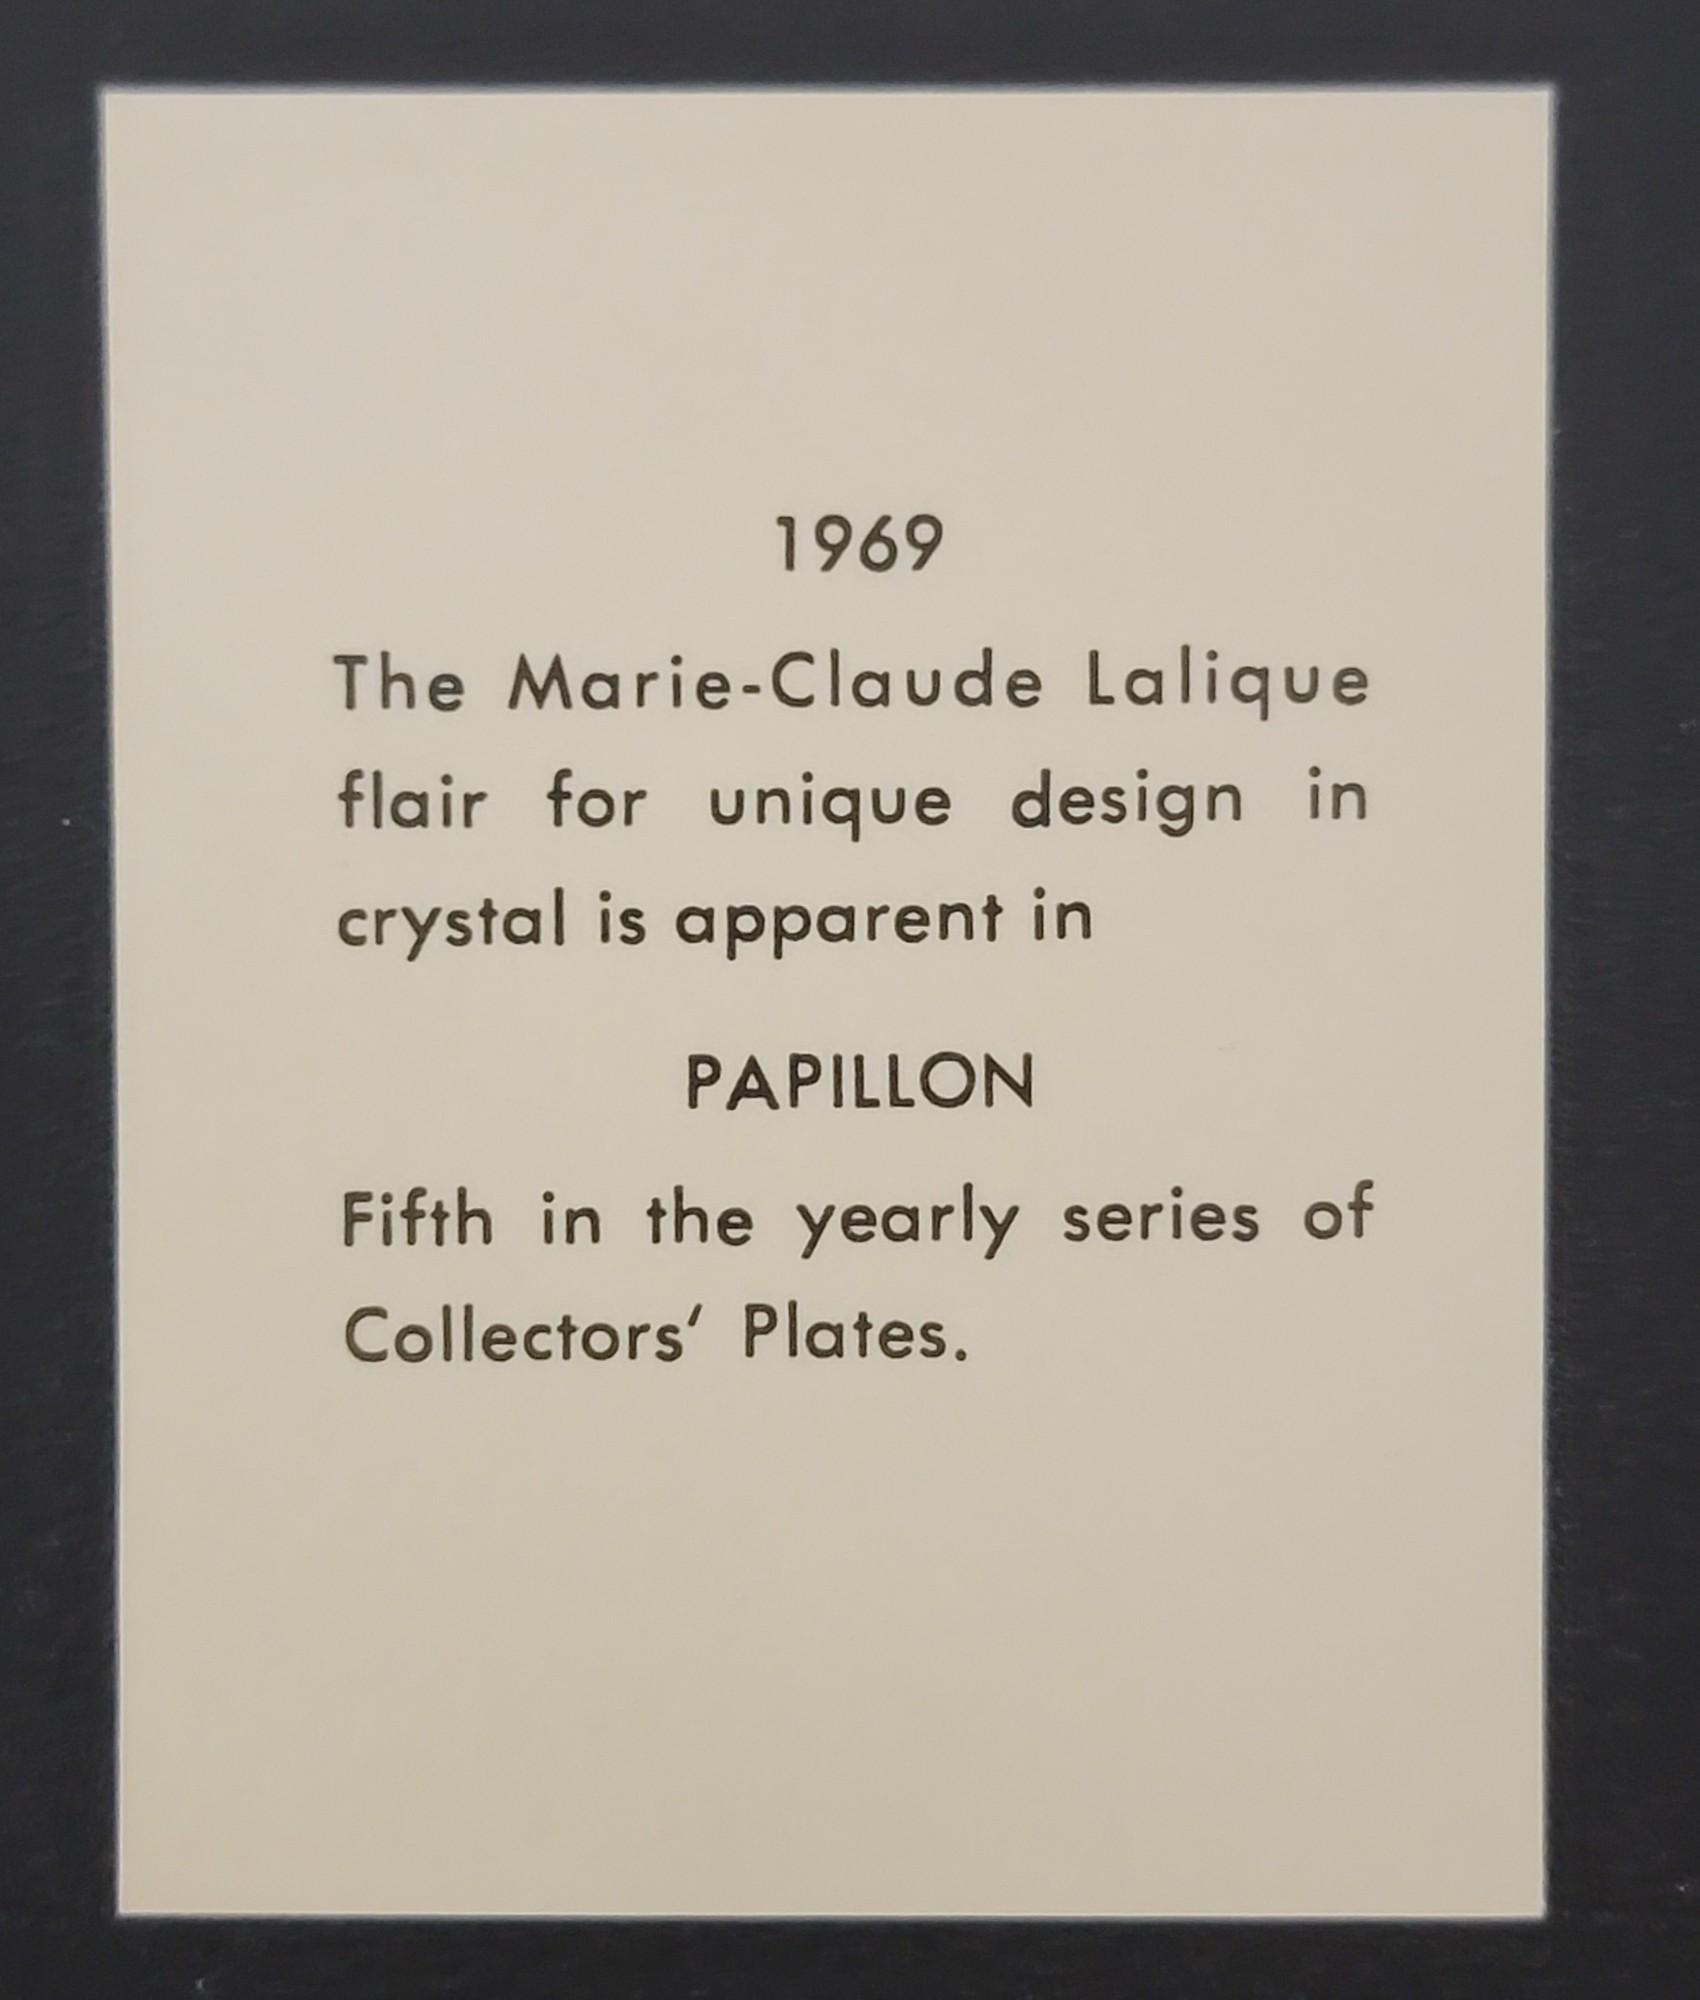 1969
The Marie-Claude Lalique
flair for unique design in
crystal is apparent in
PAPILLON
Fifth in the yearly series of
Collectors' Plates.